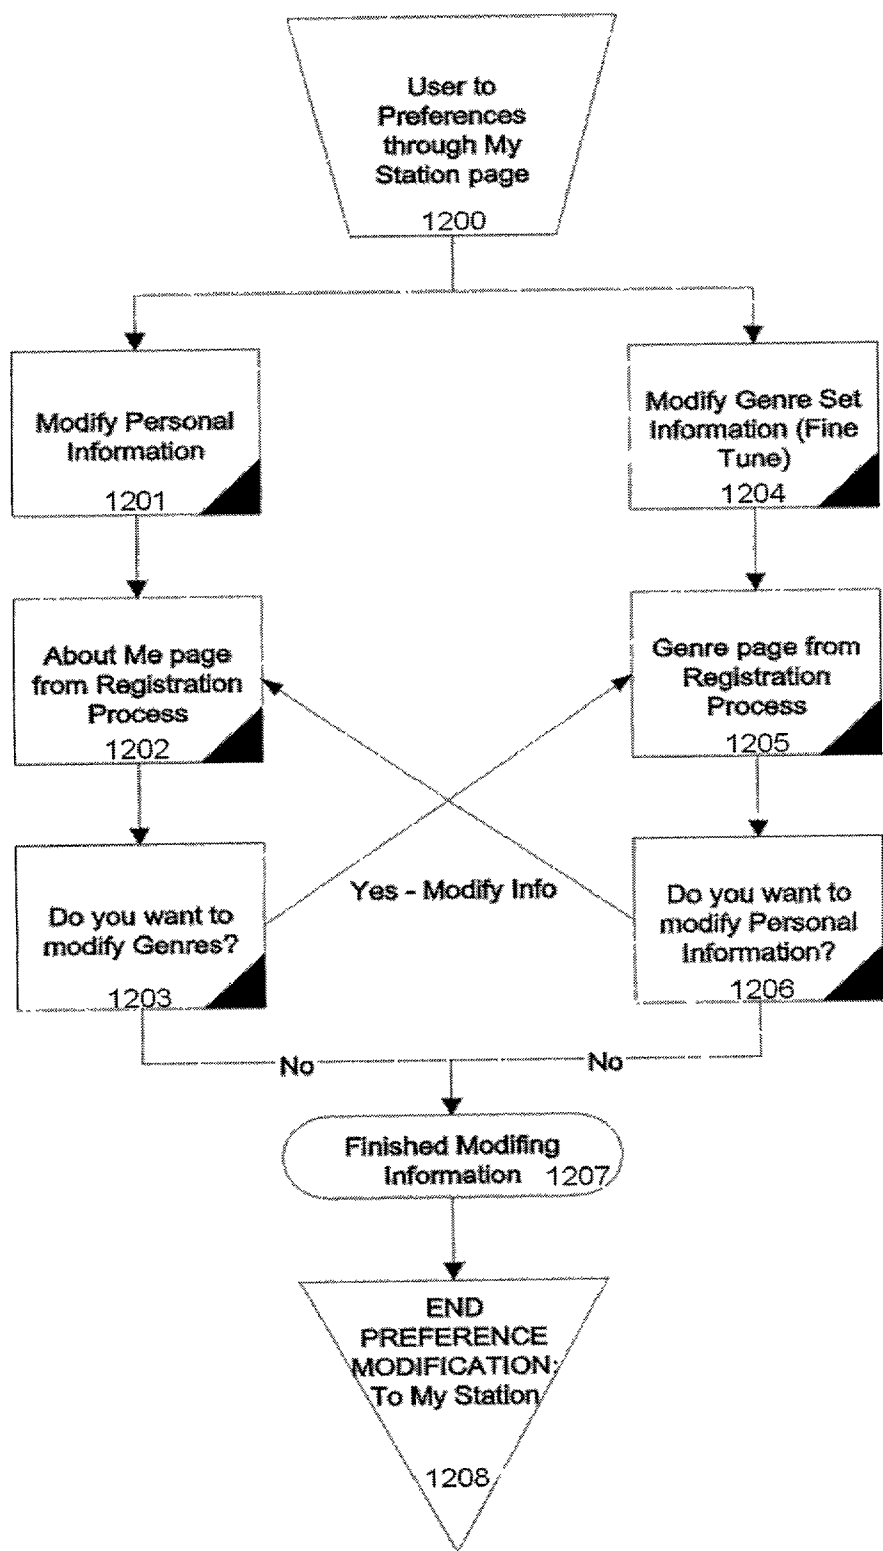 User to
Preferences
through My
Station page
1200
Modify Personal
Information
1201
Modify Genre Set
Information (Fine
Tune)
1204
About Me page
from Registration
Process
1202
Genre page from
Registration
Process
1205
Do you want to
modify Genres?
1203
Yes - Modify Info
Do you want to
modify Personal
Information?
1206
No
No
Finished Modifing
Information 1207
END
PREFERENCE
MODIFICATION:
To My Station
1208